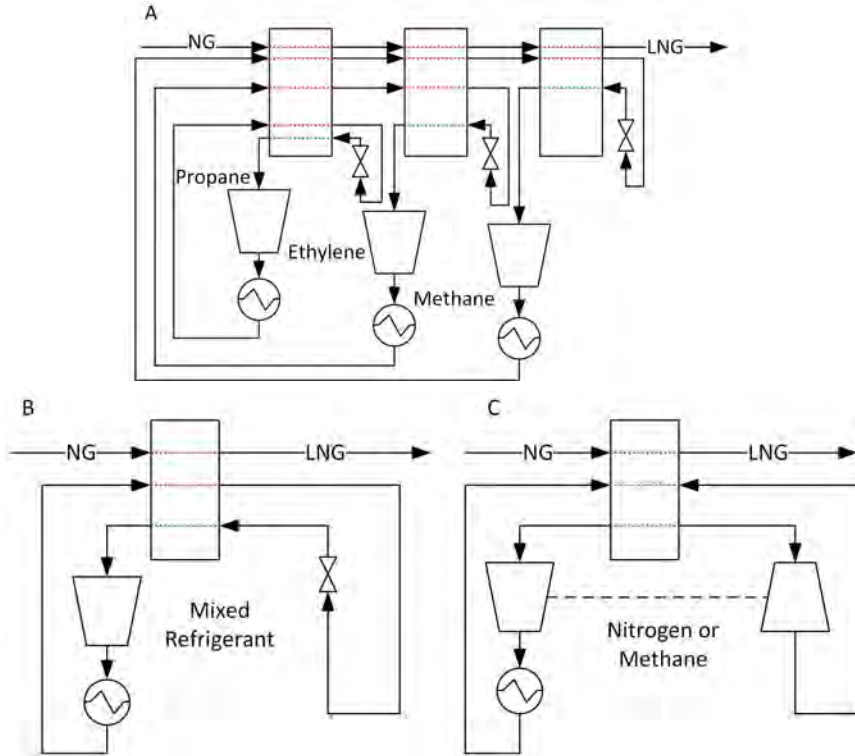 A
NG
LNG
Propane
Ethylene
Methane
B
C
NG
LNG
NG
LNG
Mixed
Refrigerant
Nitrogen or
Methane